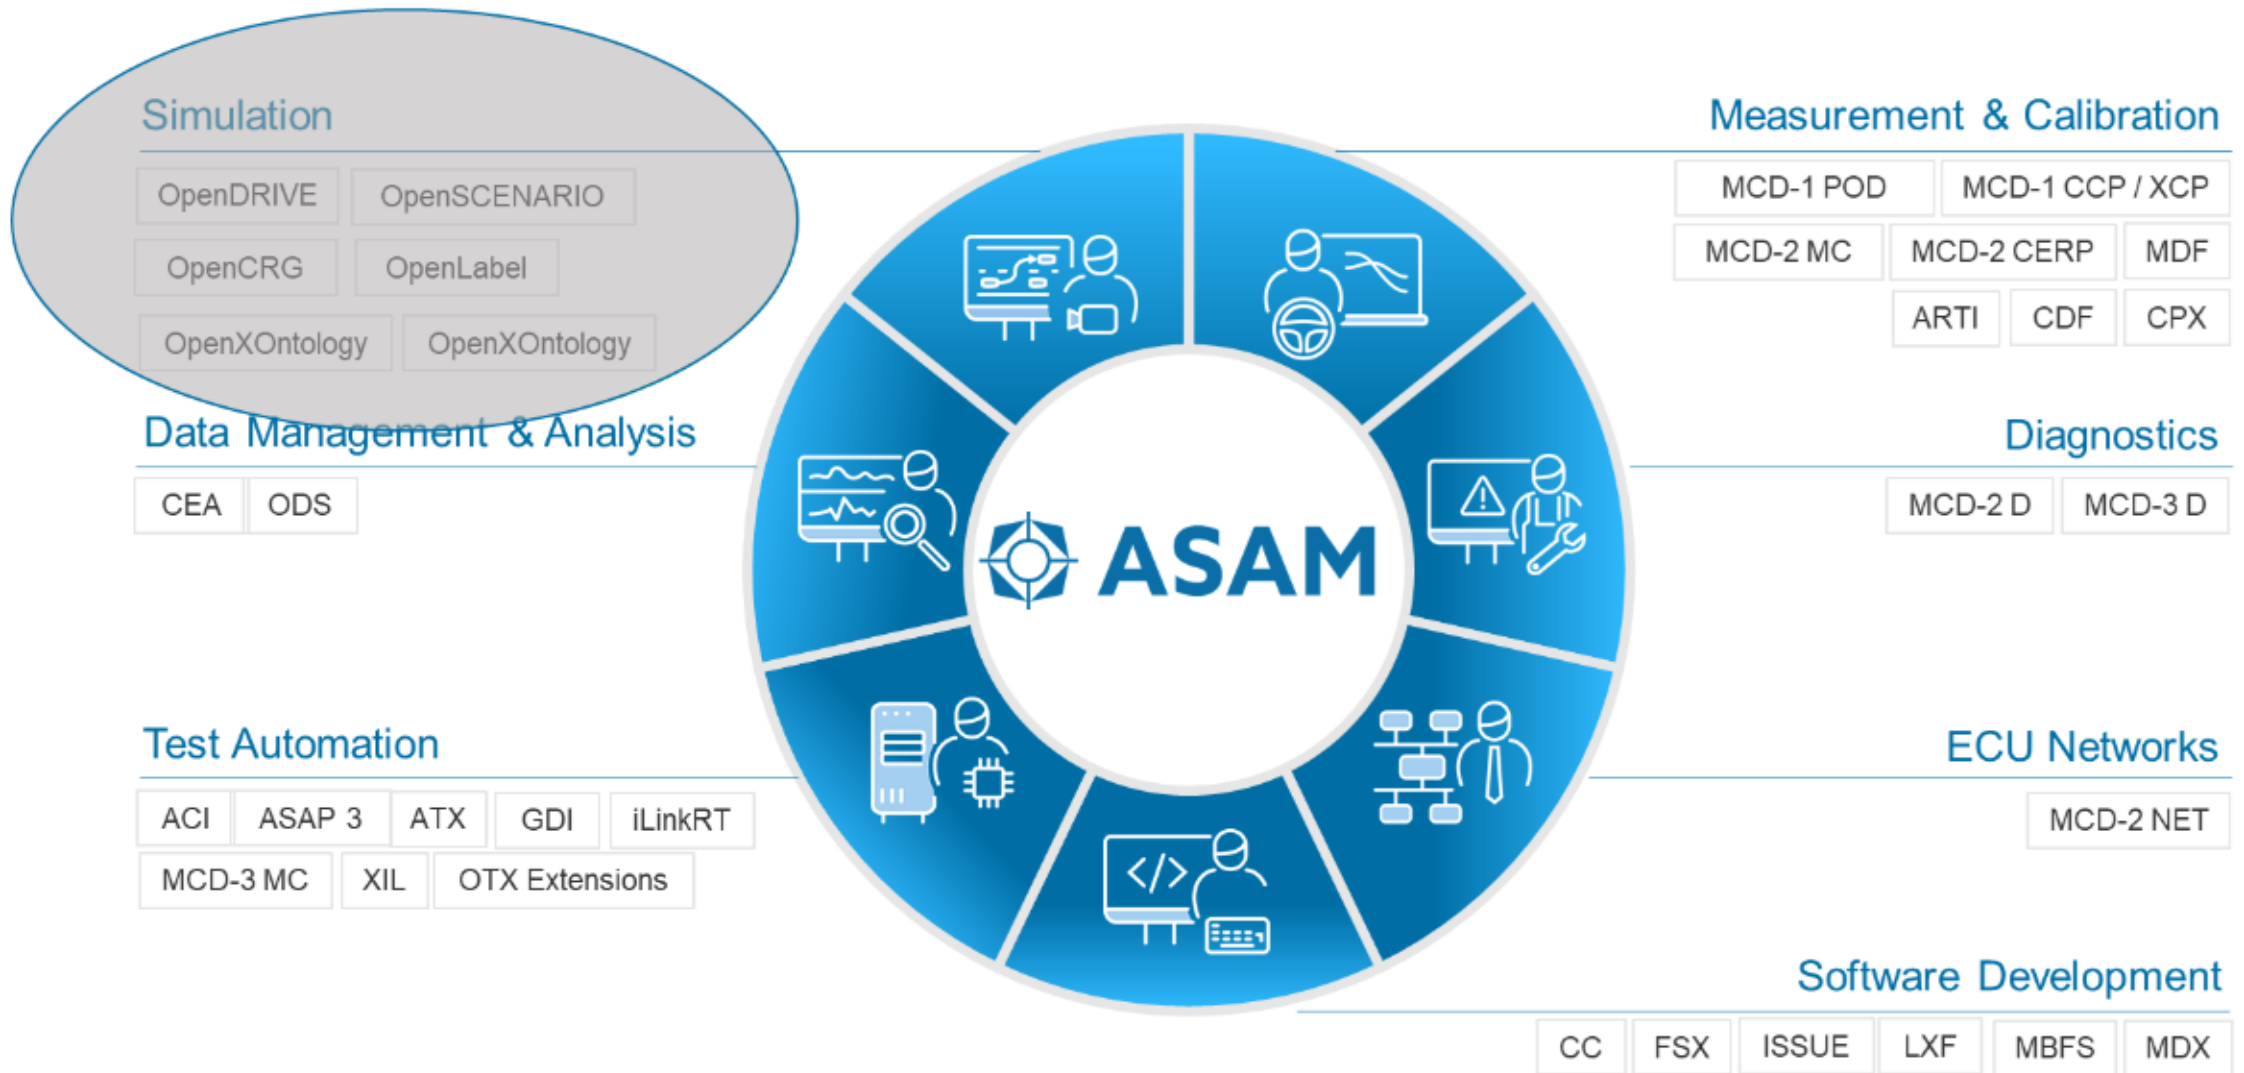 Simulation
OpenDRIVE OpenSCENARIO
OpenCRG OpenLabel
OpenXOntology OpenXOntology
Data Management & Analysis
CEA ODS
Test Automation
ACI ASAP 3 ATX GDI iLinkRT
MCD-3 MC XIL OTX Extensions
ASAM
</>
Measurement & Calibration
MCD-1 POD MCD-1 CCP / XCP
MCD-2 MC MCD-2 CERP MDF
ARTI CDF CPX
Diagnostics
MCD-2 D MCD-3 D
ECU Networks
MCD-2 NET
Software Development
CC FSX ISSUE LXF MBFS MDX